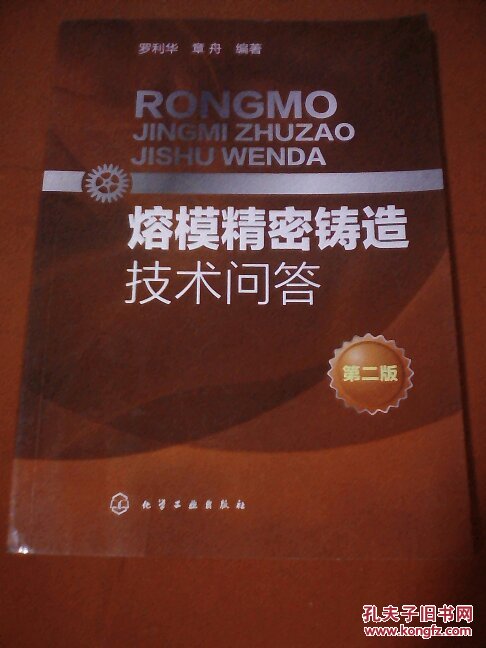 罗利华 章舟 编著
RONGMO
JINGMI ZHUZAO
JISHU WENDA
熔模精密铸造
技术问答
第二版
化学工业出版社
孔夫子旧书网
www.kongfz.com